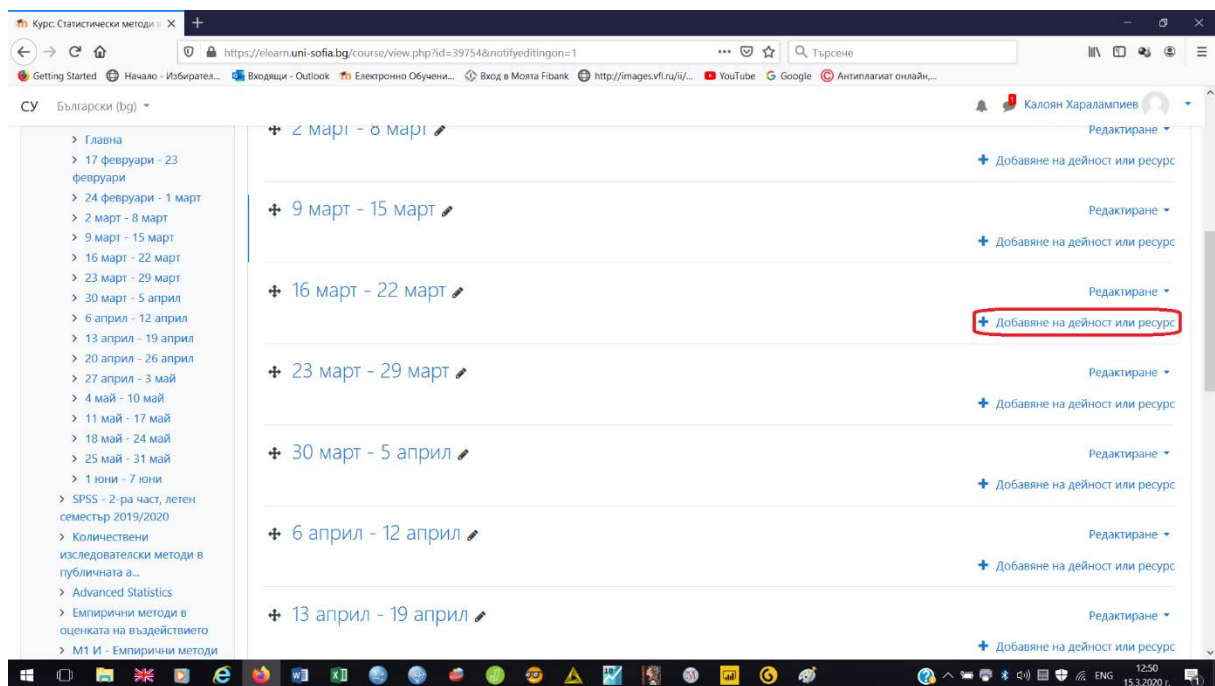 Курс: Статистически методи в
https://elearn.uni-sofia.bg/course/view.php?id=39754&notifyeditingon=1
Търсене
Getting Started Начало - Избирател... Входящи - Outlook Електронно Обучени... Вход в Моята Fibank http://images.vfl.ru/ii/... YouTube Google Антиплагиат онлайн,...
СУ Български (bg)
1 Калоян Харалампиев
> Главна
> 17 февруари - 23
февруари
> 24 февруари - 1 март
> 2 март - 8 март
> 9 март - 15 март
> 16 март - 22 март
> 23 март - 29 март
> 30 март - 5 април
> 6 април - 12 април
> 13 април - 19 април
> 20 април - 26 април
> 27 април - 3 май
> 4 май - 10 май
> 11 май - 17 май
> 18 май - 24 май
> 25 май - 31 май
> 1 юни - 7 юни
> SPSS - 2-ра част, летен
семестър 2019/2020
> Количествени
изследователски методи в
публичната а...
> Advanced Statistics
> Емпирични методи в
оценката на въздействието
> М1 И - Емпирични методи
2 март - 8 март
Редактиране
Добавяне на дейност или ресурс
9 март - 15 март
Редактиране
Добавяне на дейност или ресурс
16 март - 22 март
Редактиране
Добавяне на дейност или ресурс
23 март - 29 март
Редактиране
Добавяне на дейност или ресурс
30 март - 5 април
Редактиране
Добавяне на дейност или ресурс
6 април - 12 април
Редактиране
Добавяне на дейност или ресурс
13 април - 19 април
Редактиране
Добавяне на дейност или ресурс
ENG
12:50
15.3.2020 г.